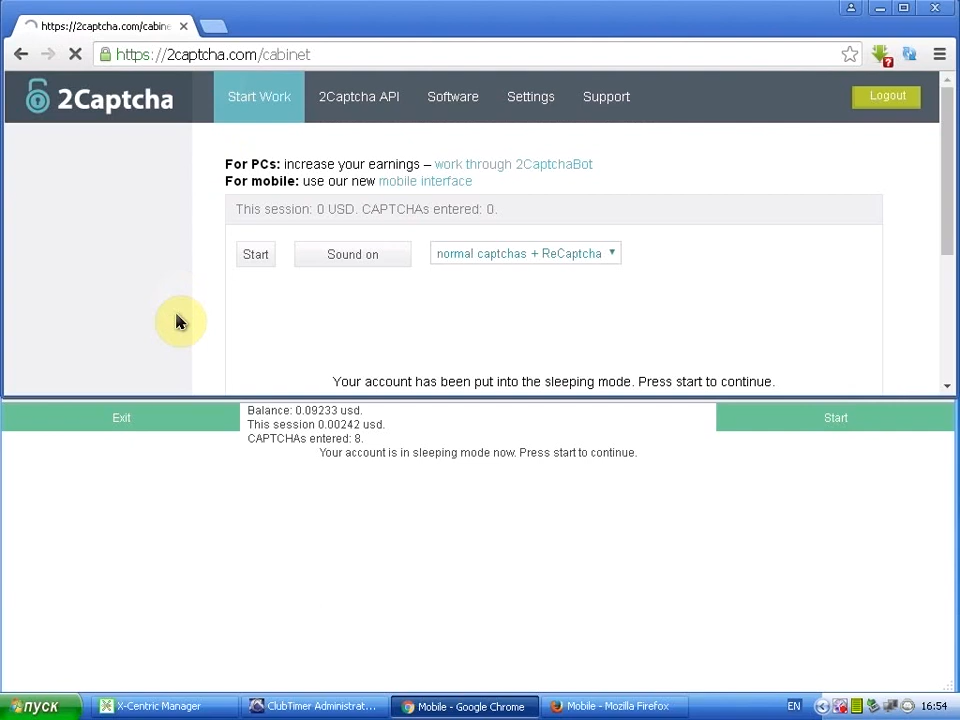 https://2captcha.com/cabine
https://2captcha.com/cabinet
2Captcha
Start Work
2Captcha API
Software
Settings
Support
Logout
For PCs: increase your earnings – work through 2CaptchaBot
For mobile: use our new mobile interface
This session: 0 USD. CAPTCHAs entered: 0.
Start
Sound on
normal captchas + ReCaptcha
Your account has been put into the sleeping mode. Press start to continue.
Exit
Balance: 0.09233 usd.
This session 0.00242 usd.
CAPTCHAs entered: 8.
Your account is in sleeping mode now. Press start to continue.
Start
пуск
X-Centric Manager
ClubTimer Administrat...
Mobile - Google Chrome
Mobile - Mozilla Firefox
EN
16:54